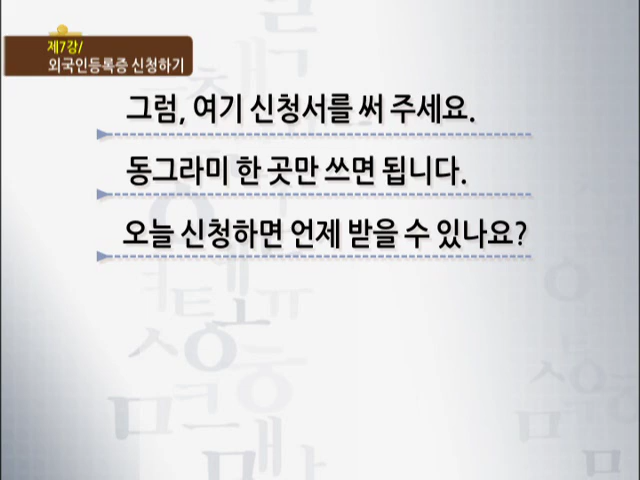 제7강/
외국인등록증 신청하기
그럼, 여기 신청서를 써 주세요.
동그라미 한 곳만 쓰면 됩니다.
오늘 신청하면 언제 받을 수 있나요?